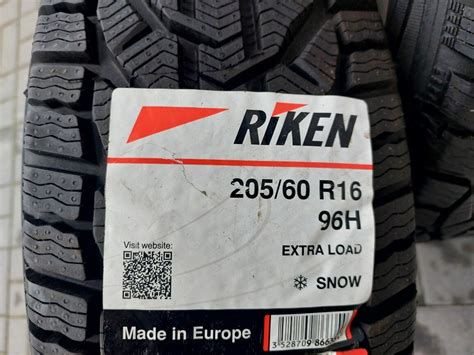 RIKEN
205/60 R16
96H
EXTRA LOAD
Visit website:
SNOW
Made in Europe